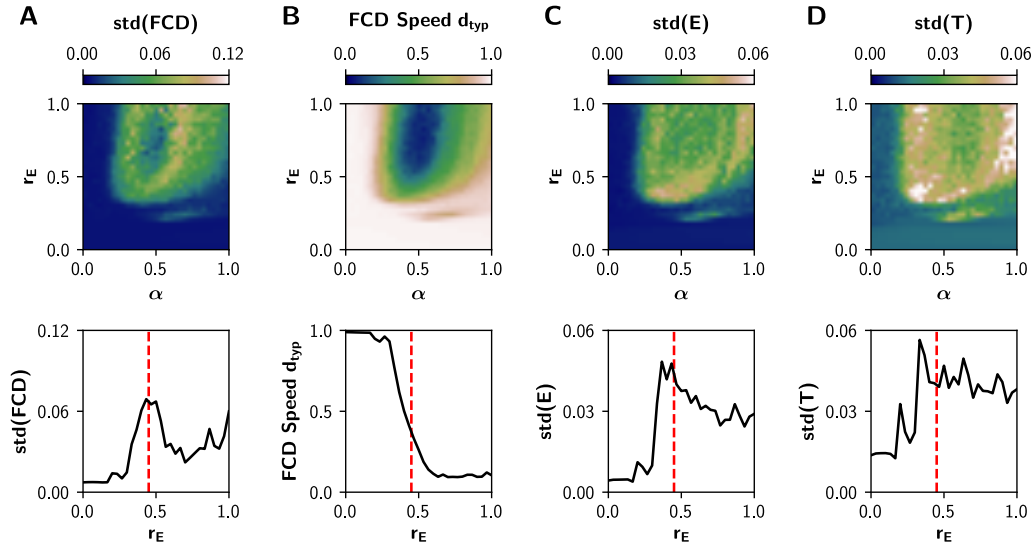 A std(FCD) B FCD Speed d_typ C std(E) D std(T)
0.00 0.06 0.12 0.0 0.5 1.0 0.00 0.03 0.06 0.00 0.03 0.06
1.0 1.0 1.0 1.0
r_E 0.5 r_E 0.5 r_E 0.5 r_E 0.5
0.0 0.0 0.0 0.0
0.0 0.5 1.0 0.0 0.5 1.0 0.0 0.5 1.0 0.0 0.5 1.0
α α α α
0.12 1.0 0.06 0.06
std(FCD) 0.06 FCD Speed d_typ 0.5 std(E) 0.03 std(T) 0.03
0.00 0.0 0.00 0.00
0.0 0.5 1.0 0.0 0.5 1.0 0.0 0.5 1.0 0.0 0.5 1.0
r_E r_E r_E r_E